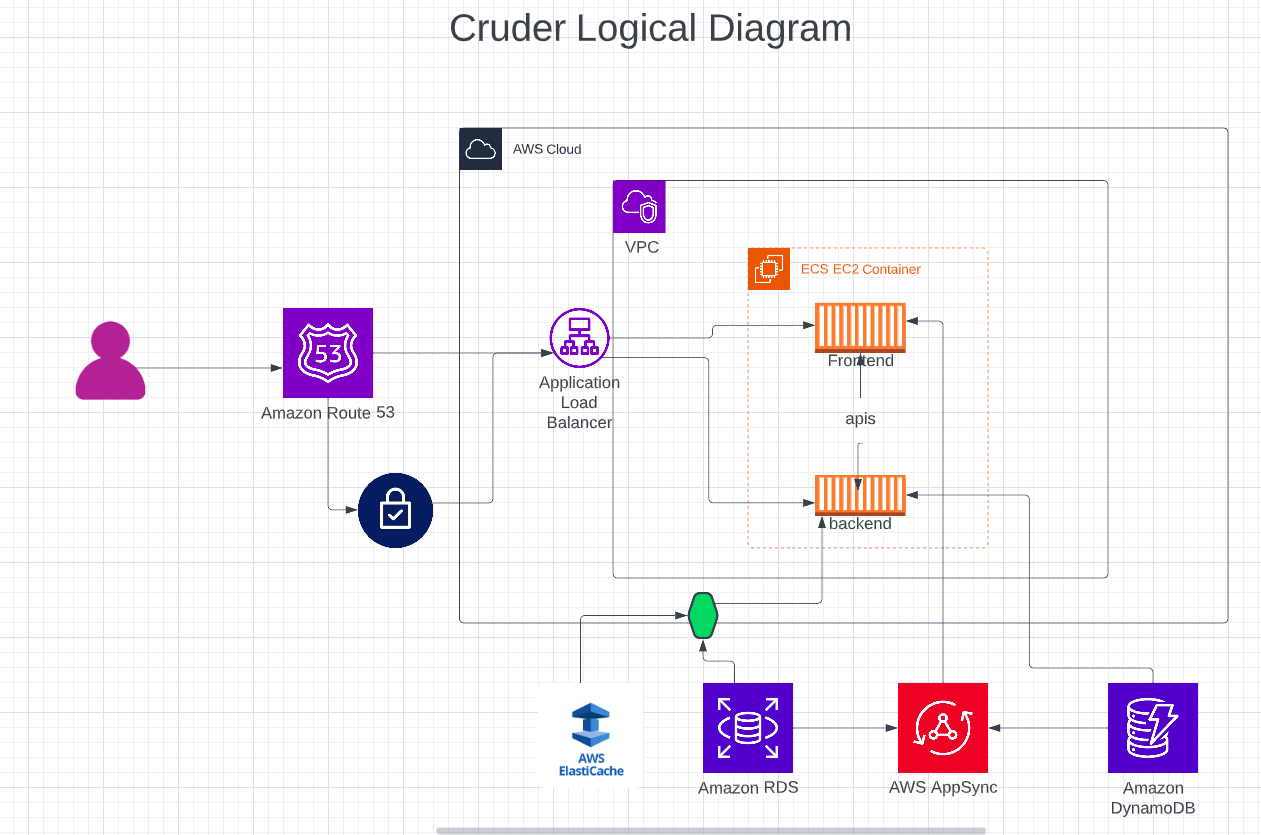 Cruder Logical Diagram
AWS Cloud
VPC
ECS EC2 Container
53
Amazon Route 53
Application
Load
Balancer
Frontend
apis
backend
AWS
ElastiCache
Amazon RDS
AWS AppSync
Amazon
DynamoDB